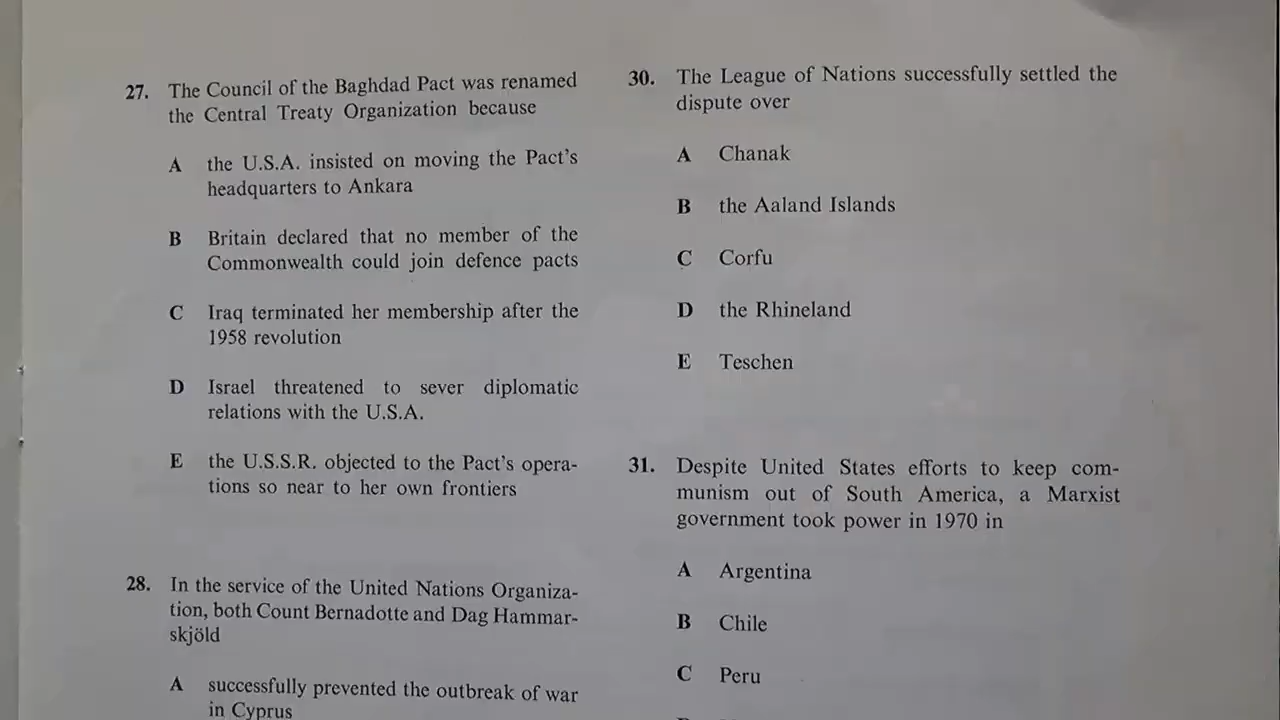 27. The Council of the Baghdad Pact was renamed
the Central Treaty Organization because
A the U.S.A. insisted on moving the Pact's
headquarters to Ankara
B Britain declared that no member of the
Commonwealth could join defence pacts
C Iraq terminated her membership after the
1958 revolution
D Israel threatened to sever diplomatic
relations with the U.S.A.
E the U.S.S.R. objected to the Pact's opera-
tions so near to her own frontiers
28. In the service of the United Nations Organiza-
tion, both Count Bernadotte and Dag Hammar-
skjöld
A successfully prevented the outbreak of war
in Cyprus
30. The League of Nations successfully settled the
dispute over
A Chanak
B the Aaland Islands
C Corfu
D the Rhineland
E Teschen
31. Despite United States efforts to keep com-
munism out of South America, a Marxist
government took power in 1970 in
A Argentina
B Chile
C Peru